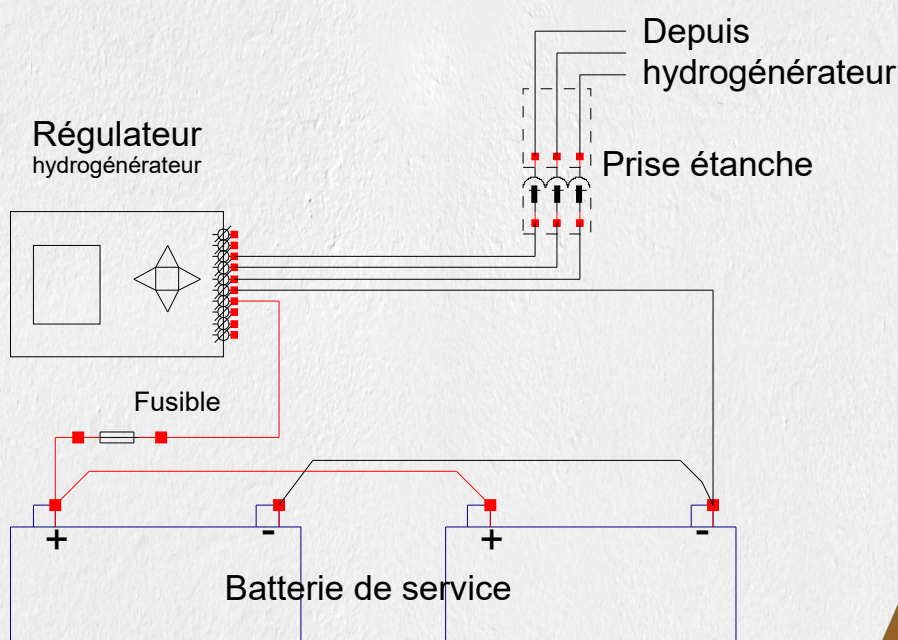 Depuis
hydrogénérateur
Régulateur
hydrogénérateur
Prise étanche
Fusible
+
-
+
-
Batterie de service